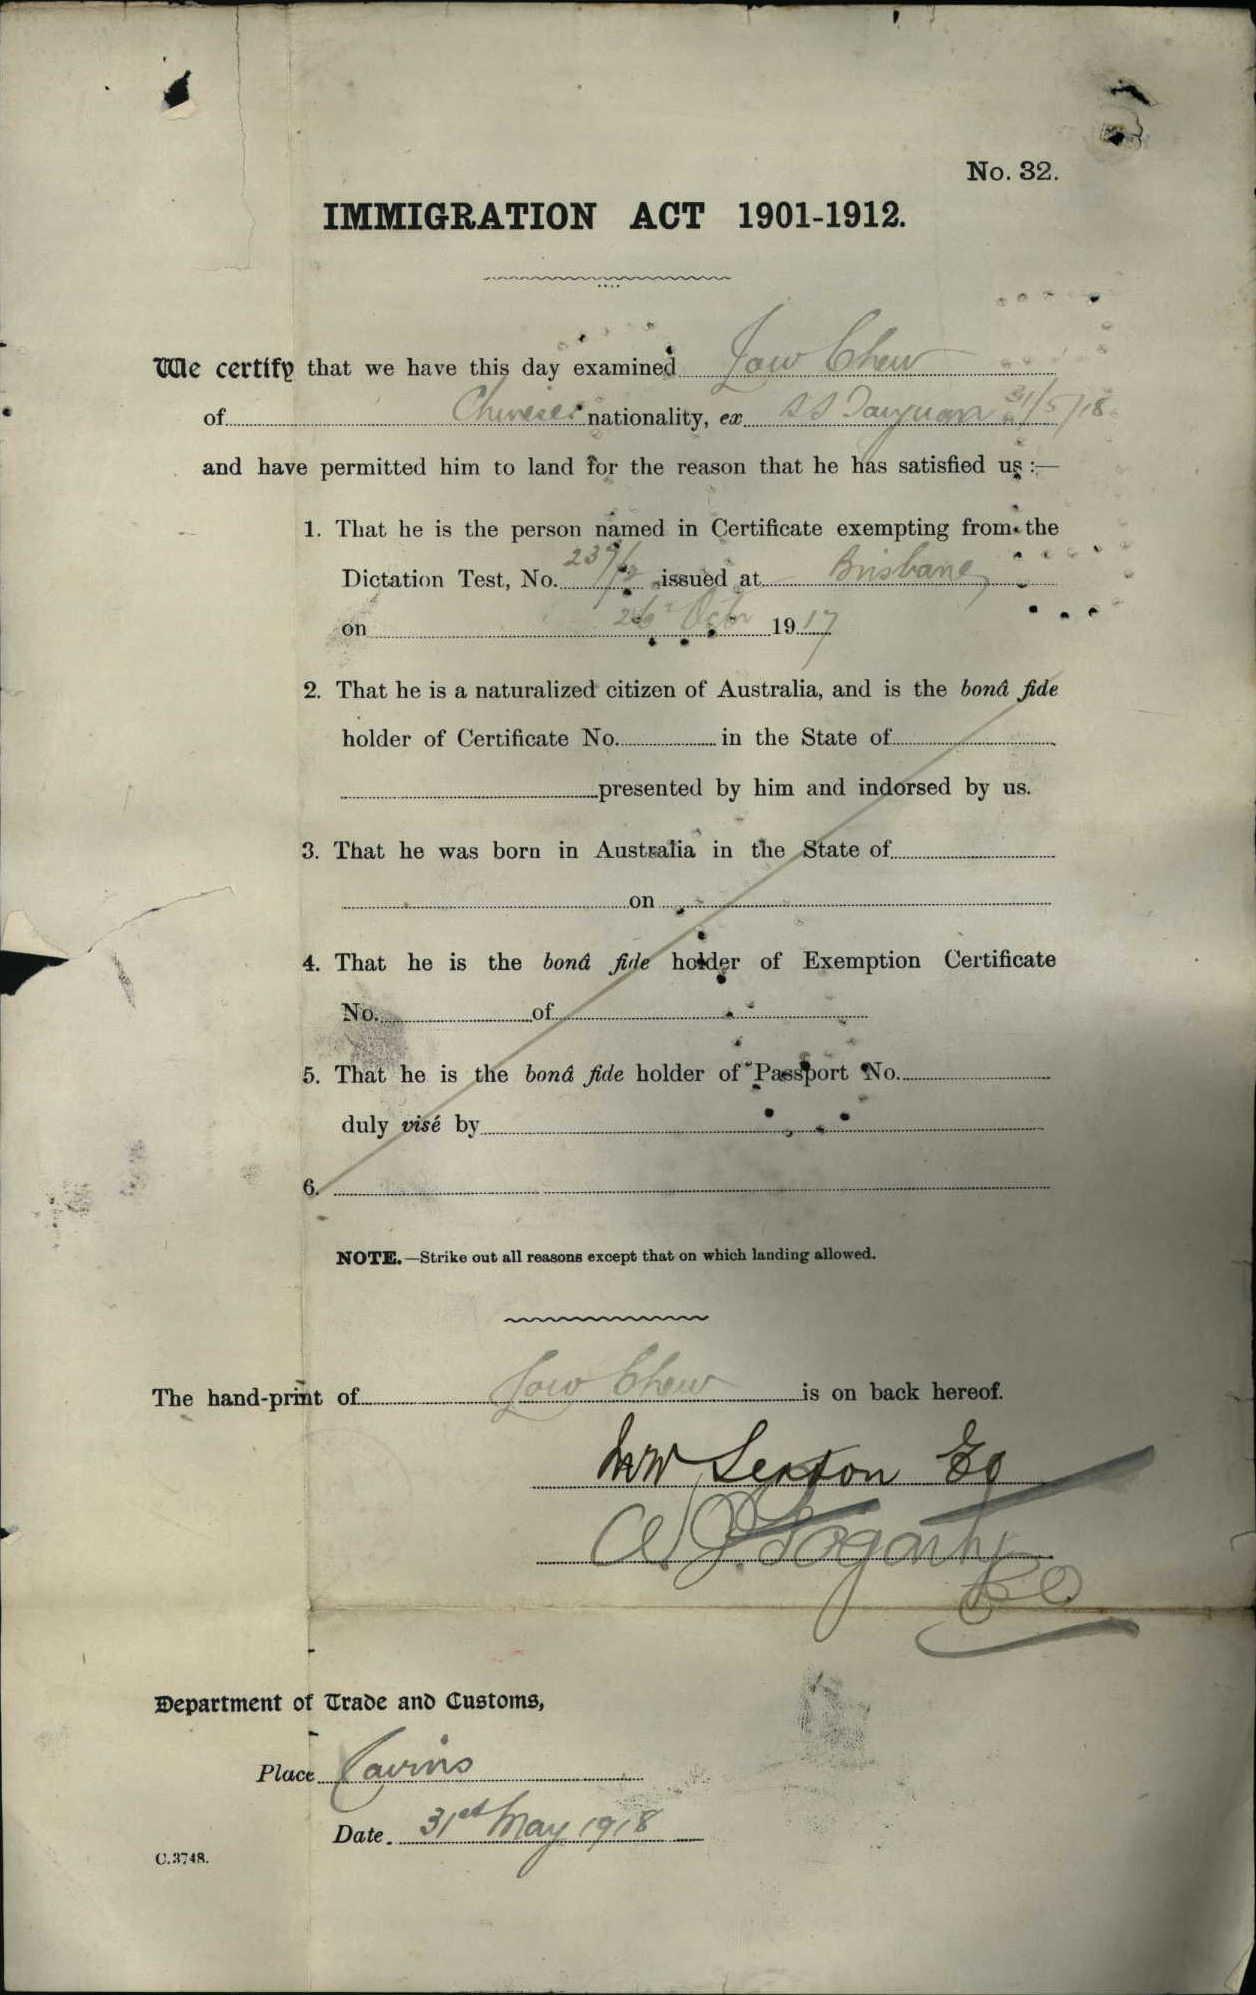 No. 32.
IMMIGRATION ACT 1901-1912.
We certify that we have this day examined Low Chew
of Chinese nationality, ex SS Taiyuan 31/5/18
and have permitted him to land for the reason that he has satisfied us :—
1. That he is the person named in Certificate exempting from the
Dictation Test, No. issued at Brisbane
on 26th Octr 1917
2. That he is a naturalized citizen of Australia, and is the bonâ fide
holder of Certificate No. in the State of
presented by him and indorsed by us.
3. That he was born in Australia in the State of
on
4. That he is the bonâ fide holder of Exemption Certificate
No. of
5. That he is the bonâ fide holder of Passport No.
duly visé by
6.
NOTE.—Strike out all reasons except that on which landing allowed.
The hand-print of Low Chew is on back hereof.
Sexton EO
Fogarty
Department of Trade and Customs,
Place Cairns
Date. 31st May 1918
C.3748.